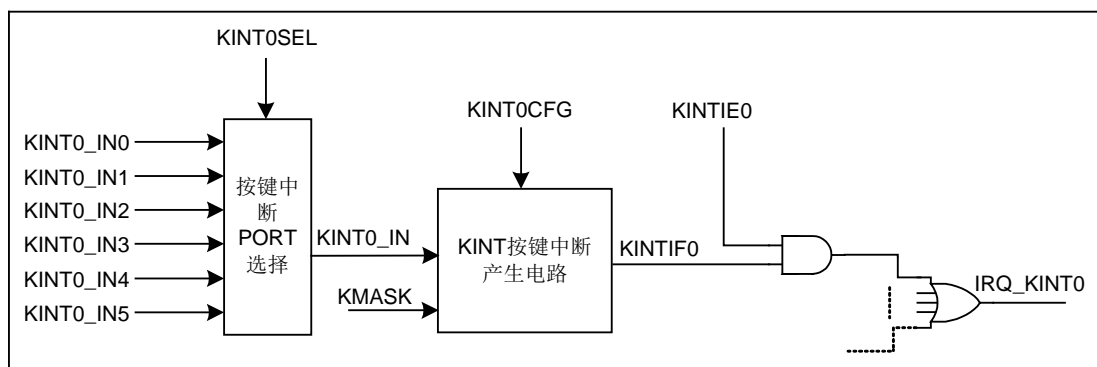 KINT0SEL
KINT0CFG
KINTIE0
KINT0_IN0
KINT0_IN1
KINT0_IN2
KINT0_IN3
KINT0_IN4
KINT0_IN5
按键中
断
PORT
选择
KINT0_IN
KMASK
KINT按键中断
产生电路
KINTIF0
IRQ_KINT0